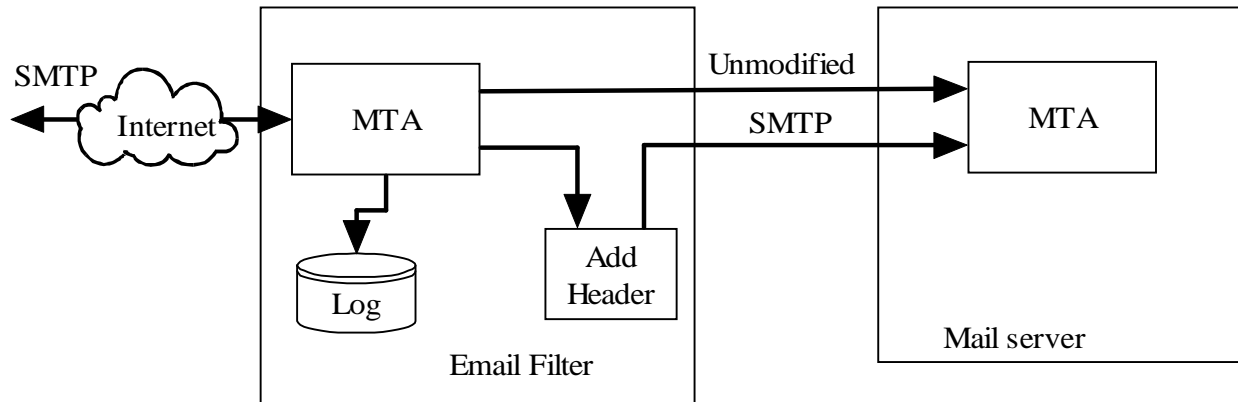 SMTP
Internet
MTA
Unmodified
SMTP
MTA
Log
Add
Header
Email Filter
Mail server